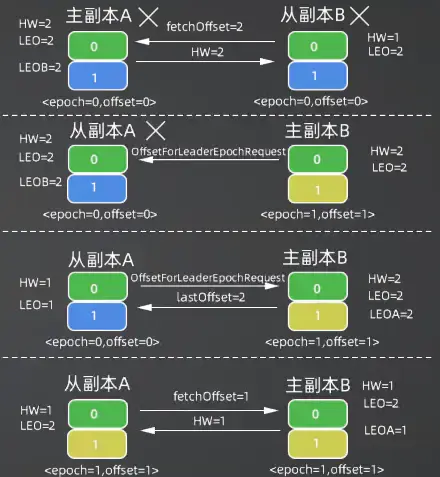 主副本A
从副本B
HW=2
LEO=2
LEOB=2
0
1
fetchOffset=2
HW=2
0
1
HW=1
LEO=2
<epoch=0,offset=0>
<epoch=0,offset=0>
从副本A
主副本B
HW=2
LEO=2
LEOB=2
0
1
OffsetForLeaderEpochRequest
0
1
HW=2
LEO=2
<epoch=0,offset=0>
<epoch=1,offset=1>
从副本A
主副本B
HW=1
LEO=1
0
1
OffsetForLeaderEpochRequest
lastOffset=2
0
1
HW=2
LEO=2
LEOA=2
<epoch=0,offset=0>
<epoch=1,offset=1>
从副本A
主副本B
HW=1
LEO=2
0
1
fetchOffset=1
HW=1
0
1
HW=1
LEO=2
LEOA=1
<epoch=1,offset=1>
<epoch=1,offset=1>